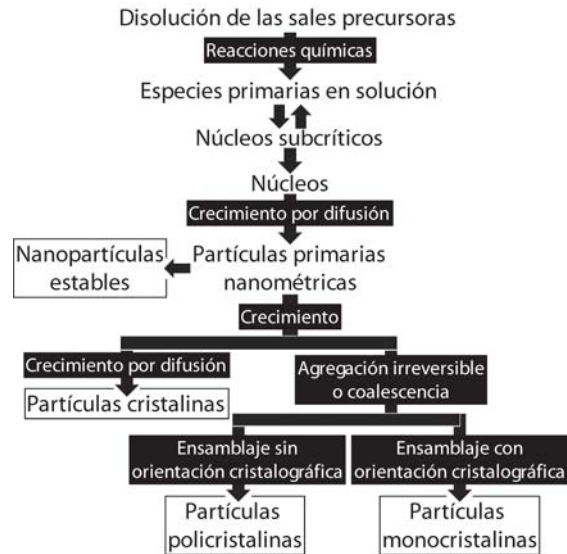 Disolución de las sales precursoras
Reacciones químicas
Especies primarias en solución
Núcleos subcríticos
Núcleos
Crecimiento por difusión
Nanopartículas
estables
Partículas primarias
nanométricas
Crecimiento
Crecimiento por difusión
Partículas cristalinas
Agregación irreversible
o coalescencia
Ensamblaje sin
orientación cristalográfica
Ensamblaje con
orientación cristalográfica
Partículas
policristalinas
Partículas
monocristalinas